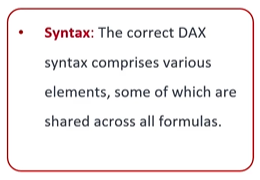 • Syntax: The correct DAX
syntax comprises various
elements, some of which are
shared across all formulas.